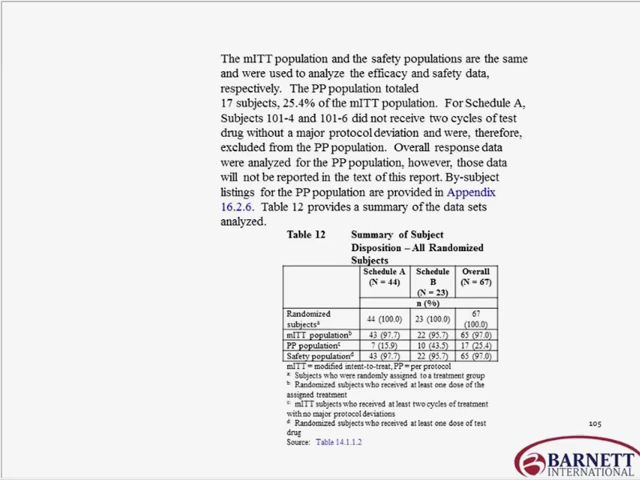 The mITT population and the safety populations are the same
and were used to analyze the efficacy and safety data,
respectively. The PP population totaled
17 subjects, 25.4% of the mITT population. For Schedule A,
Subjects 101-4 and 101-6 did not receive two cycles of test
drug without a major protocol deviation and were, therefore,
excluded from the PP population. Overall response data
were analyzed for the PP population, however, those data
will not be reported in the text of this report. By-subject
listings for the PP population are provided in Appendix
16.2.6. Table 12 provides a summary of the data sets
analyzed.
Table 12 Summary of Subject
Disposition – All Randomized
Subjects
Schedule A (N = 44) Schedule B (N = 23) Overall (N = 67)
n (%)
Randomized subjectsa 44 (100.0) 23 (100.0) 67 (100.0)
mITT populationb 43 (97.7) 22 (95.7) 65 (97.0)
PP populationc 7 (15.9) 10 (43.5) 17 (25.4)
Safety populationd 43 (97.7) 22 (95.7) 65 (97.0)
mITT = modified intent-to-treat, PP = per protocol
a Subjects who were randomly assigned to a treatment group
b Randomized subjects who received at least one dose of the
assigned treatment
c mITT subjects who received at least two cycles of treatment
with no major protocol deviations
d Randomized subjects who received at least one dose of test
drug
Source: Table 14.1.1.2
105
BARNETT
INTERNATIONAL